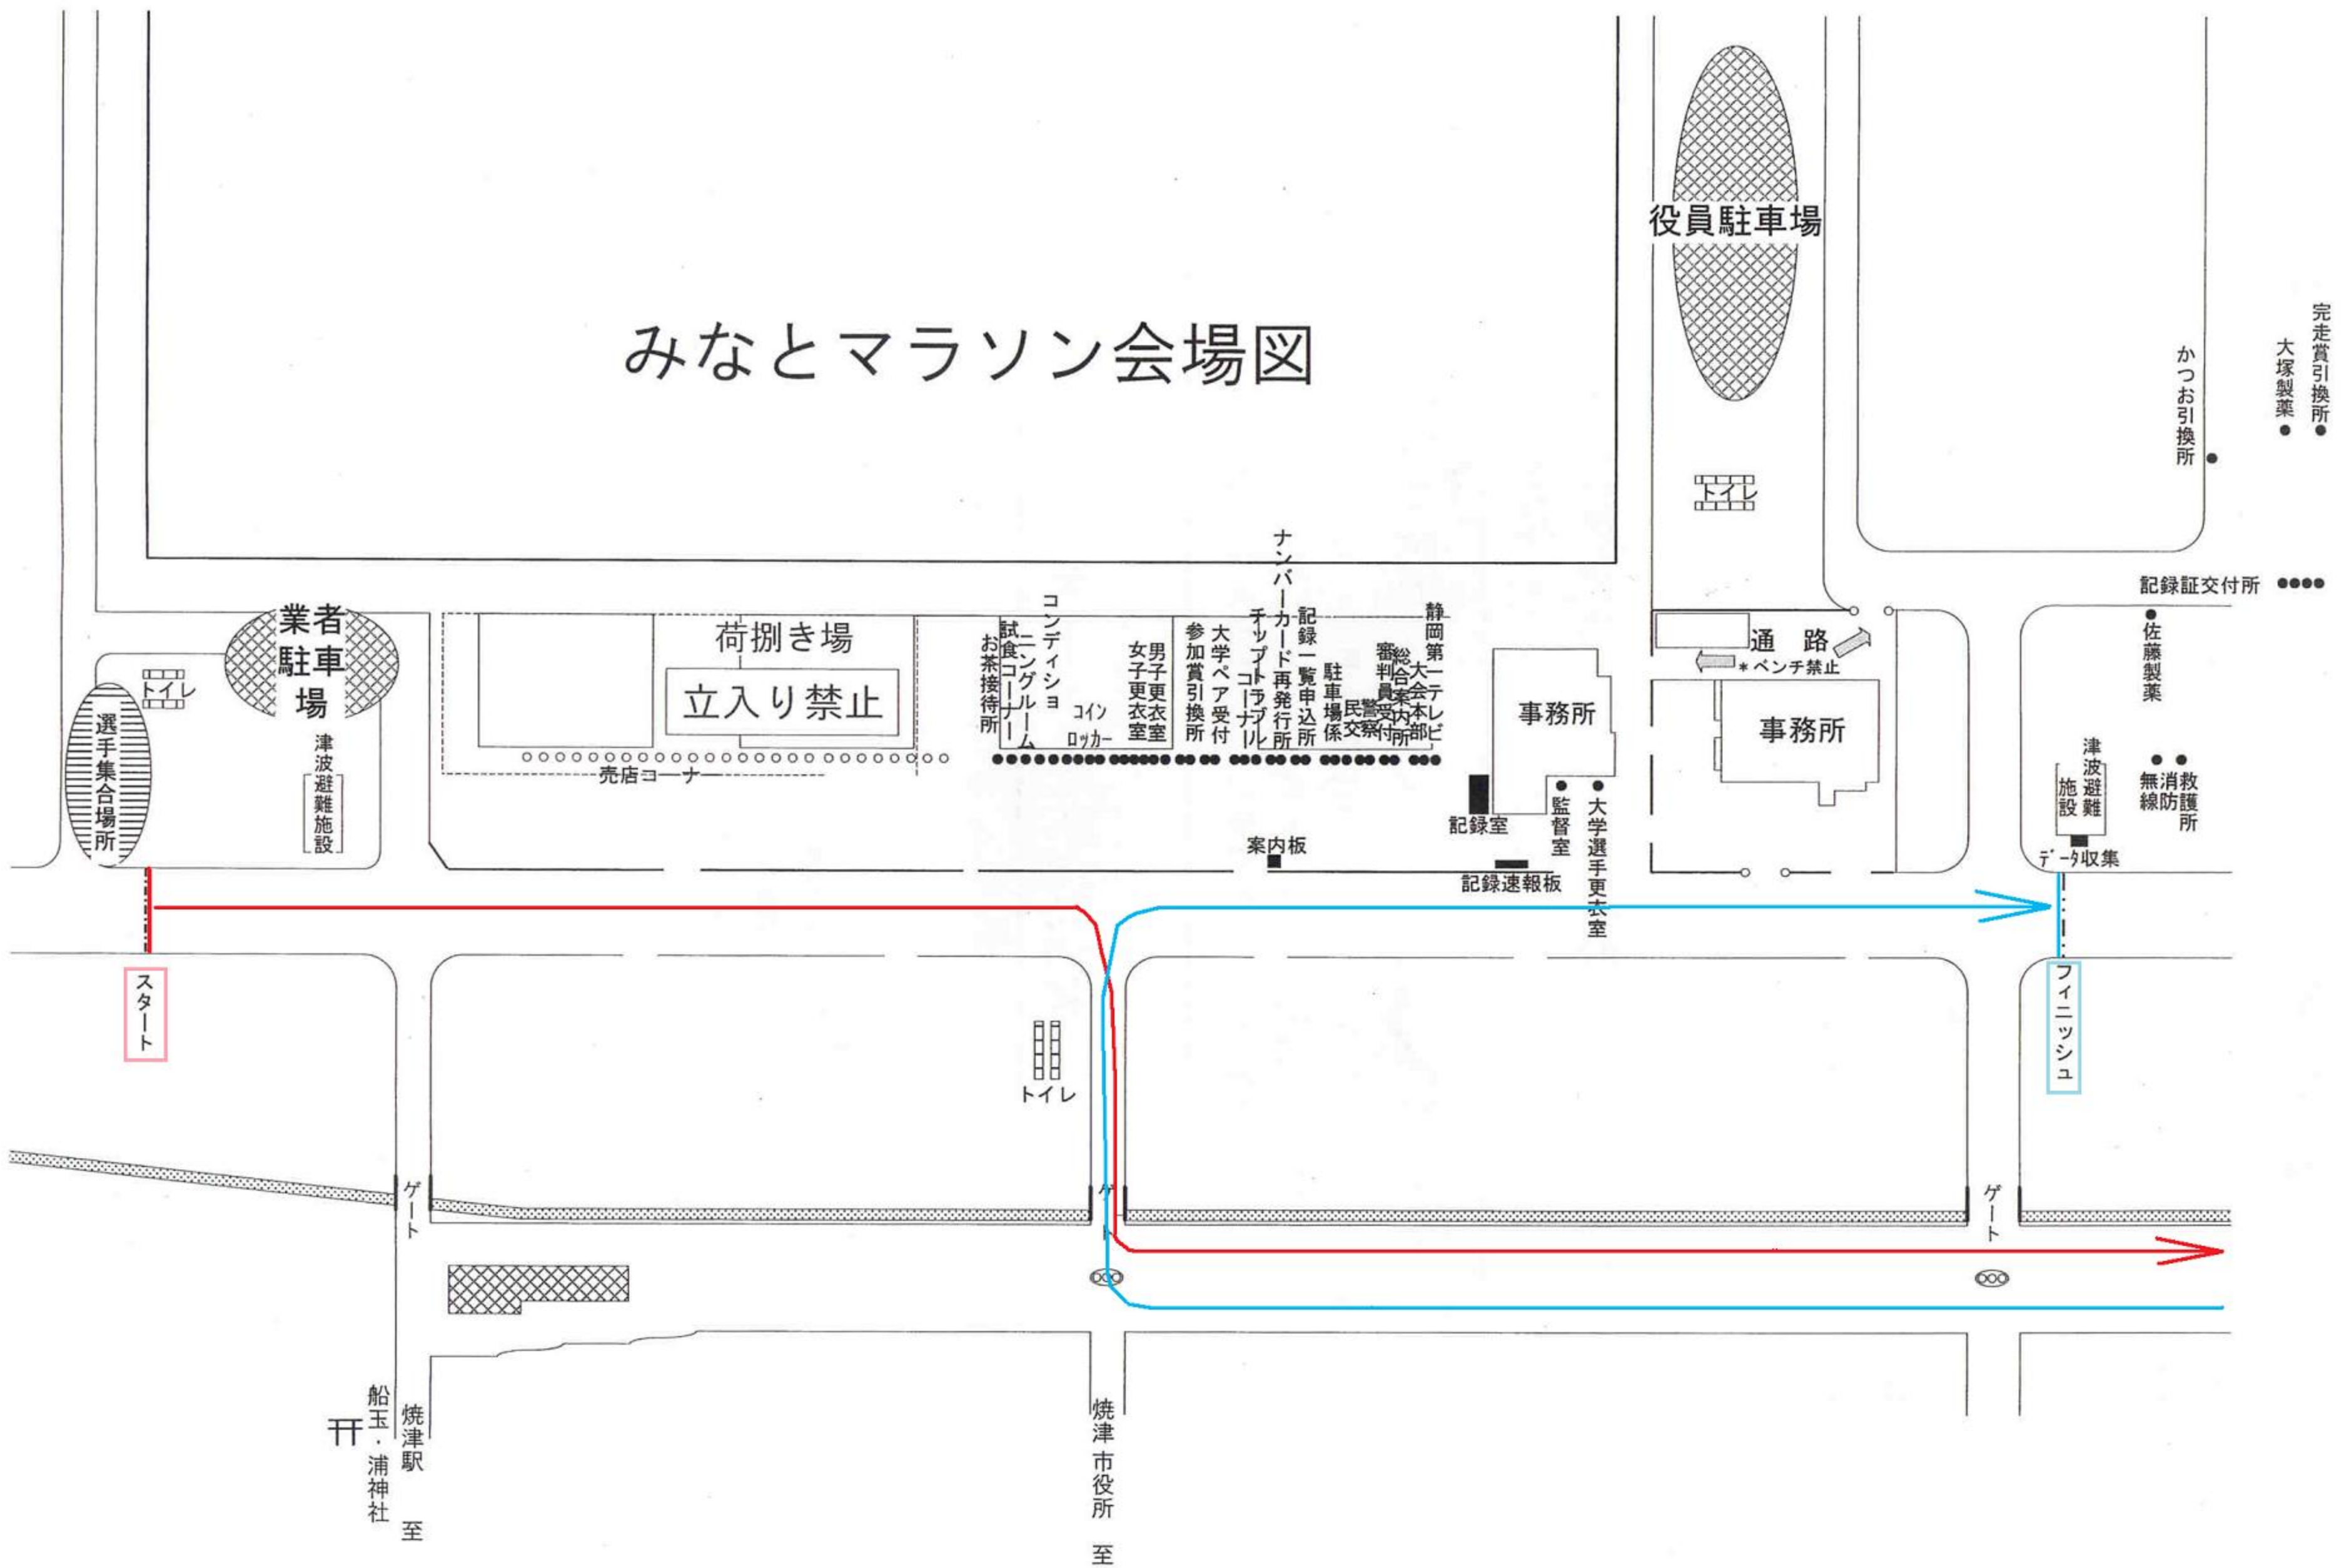 みなとマラソン会場図
役員駐車場
完走賞引換所
大塚製薬
かつお引換所
トイレ
記録証交付所
佐藤製薬
通 路
*ベンチ禁止
業者
駐車
場
トイレ
選手集合場所
津波避難施設
荷捌き場
立入り禁止
売店コーナー
お茶接待所
試食コーナー
コンディショ
ニングルーム
コイン
ロッカー
女子更衣室
男子更衣室
参加賞引換所
大学ペア受付
チップトラブル
コーナー
ナンバーカード再発行所
記録一覧申込所
駐車場係
民交
警察
審判員受付
総合案内所
大会本部
静岡第一テレビ
事務所
事務所
記録室
監督室
大学選手更衣室
案内板
記録速報板
津波避難
施設
データ収集
無線
消防
救護所
スタート
フィニッシュ
トイレ
ゲート
ゲート
ゲート
船玉・浦神社
焼津駅 至
焼津市役所 至